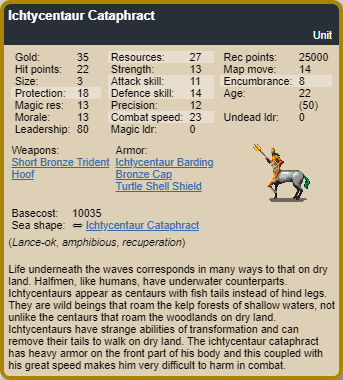 Ichtycentaur Cataphract
Unit
Gold: 35 Resources: 27 Rec points: 25000
Hit points: 22 Strength: 13 Map move: 14
Size: 3 Attack skill: 11 Encumbrance: 8
Protection: 18 Defence skill: 14 Age: 22
Magic res: 13 Precision: 12 (50)
Morale: 13 Combat speed: 23 Undead ldr: 0
Leadership: 80 Magic ldr: 0
Weapons: Armor:
Short Bronze Trident Ichtycentaur Barding
Hoof Bronze Cap
Turtle Shell Shield
Basecost: 10035
Sea shape: ⇔ Ichtycentaur Cataphract
(Lance-ok, amphibious, recuperation)
Life underneath the waves corresponds in many ways to that on dry
land. Halfmen, like humans, have underwater counterparts.
Ichtycentaurs appear as centaurs with fish tails instead of hind legs.
They are wild beings that roam the kelp forests of shallow waters, not
unlike the centaurs that roam the woodlands on dry land.
Ichtycentaurs have strange abilities of transformation and can
remove their tails to walk on dry land. The ichtycentaur cataphract
has heavy armor on the front part of his body and this coupled with
his great speed makes him very difficult to harm in combat.